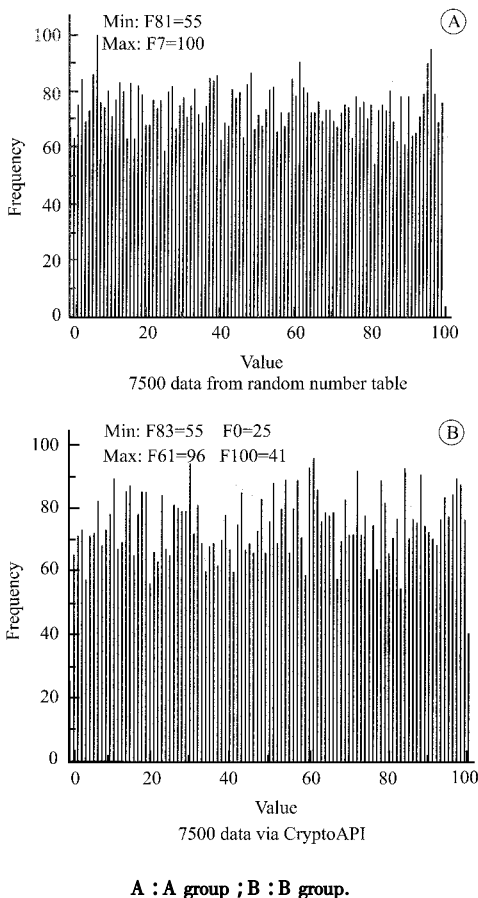 Min: F81=55
Max: F7=100
A
100
80
60
40
20
0
Frequency
0 20 40 60 80 100
Value
7500 data from random number table
Min: F83=55 F0=25
Max: F61=96 F100=41
B
100
80
60
40
20
0
Frequency
0 20 40 60 80 100
Value
7500 data via CryptoAPI
A : A group ; B : B group.